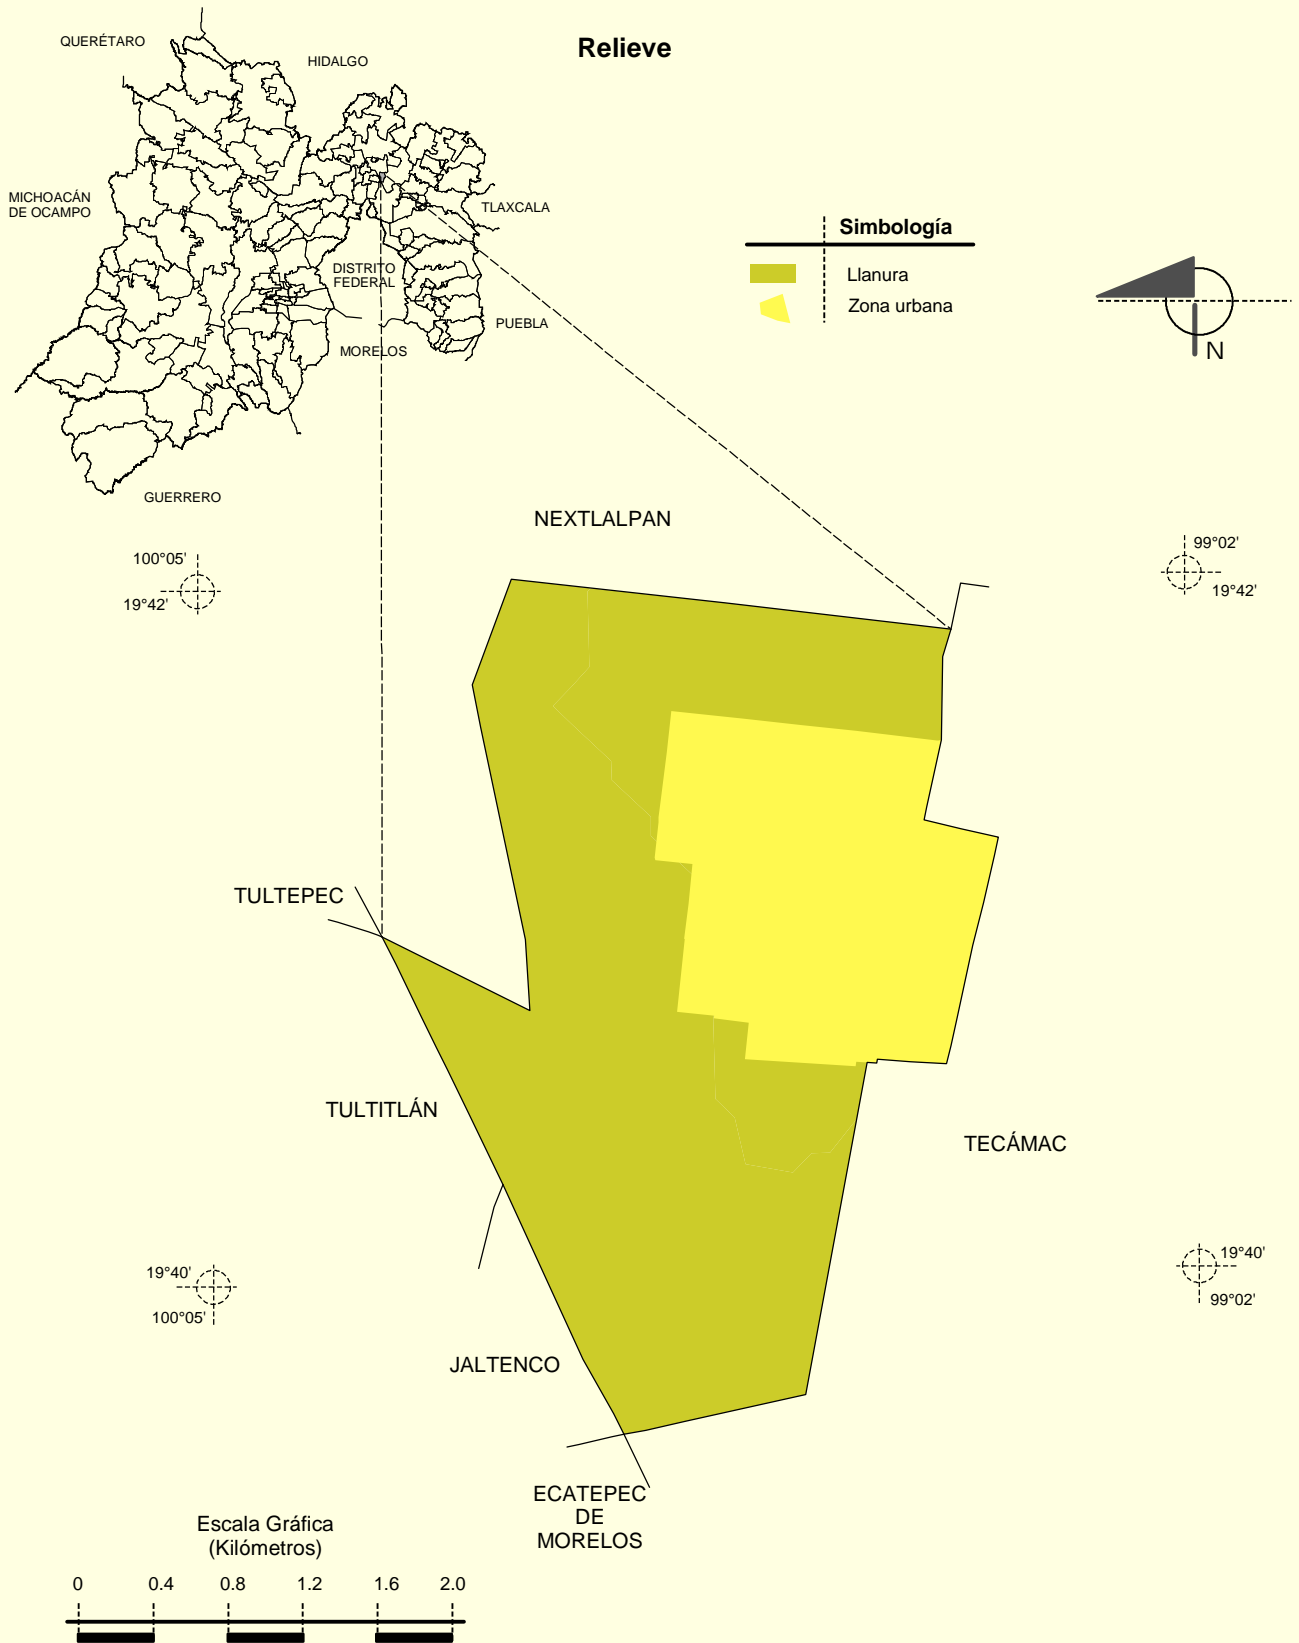 Relieve
QUERÉTARO
HIDALGO
MICHOACÁN
DE OCAMPO
TLAXCALA
DISTRITO
FEDERAL
PUEBLA
MORELOS
GUERRERO
Simbología
Llanura
Zona urbana
N
NEXTLALPAN
100°05'
19°42'
99°02'
19°42'
TULTEPEC
TULTITLÁN
TECÁMAC
19°40'
100°05'
19°40'
99°02'
JALTENCO
ECATEPEC
DE
MORELOS
Escala Gráfica
(Kilómetros)
0 0.4 0.8 1.2 1.6 2.0